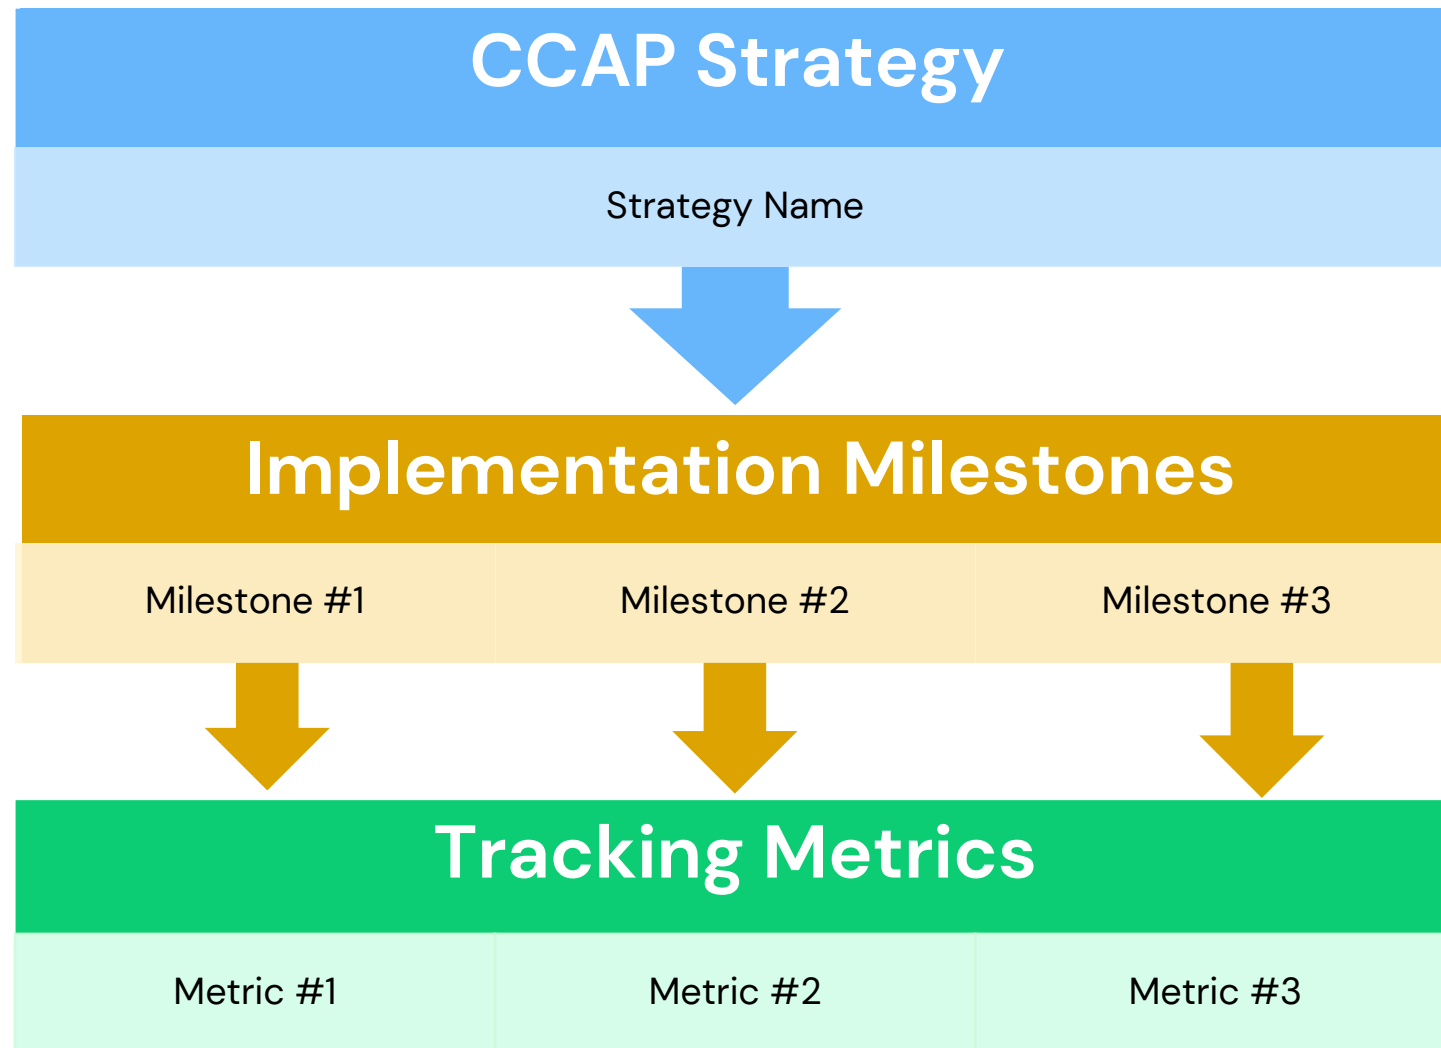 CCAP Strategy
Strategy Name
Implementation Milestones
Milestone #1
Milestone #2
Milestone #3
Tracking Metrics
Metric #1
Metric #2
Metric #3